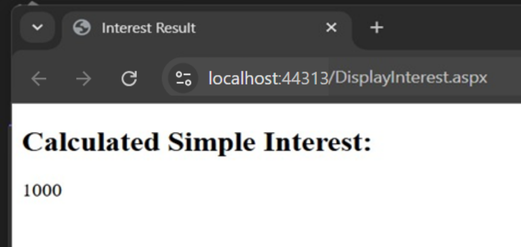 Interest Result
localhost:44313/DisplayInterest.aspx
Calculated Simple Interest:
1000